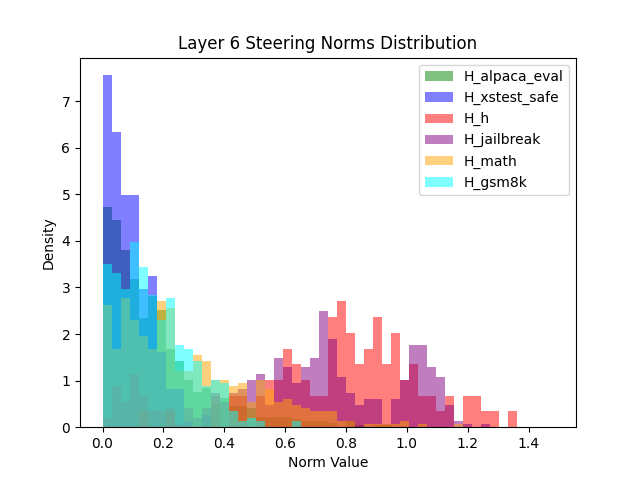 Layer 6 Steering Norms Distribution
H_alpaca_eval
H_xstest_safe
H_h
H_jailbreak
H_math
H_gsm8k
Density
7
6
5
4
3
2
1
0
0.0 0.2 0.4 0.6 0.8 1.0 1.2 1.4
Norm Value